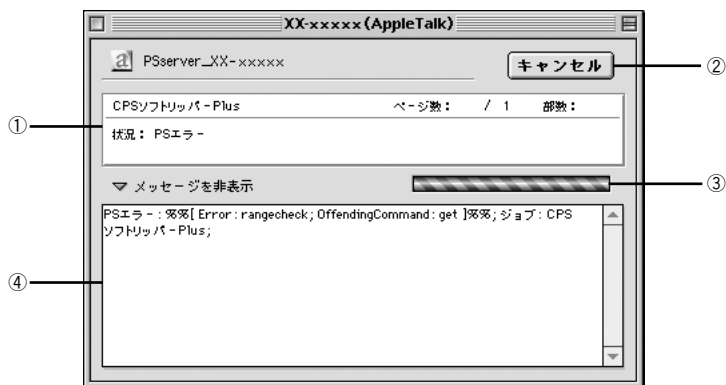 XX-xxxxx (AppleTalk)
a PSserver_XX-xxxxx
キャンセル
②
CPSソフトリッパ-Plus ページ数: / 1 部数:
①
状況: PSエラ-
▽ メッセージを非表示
③
PSエラ-: %%[ Error: rangecheck; OffendingCommand: get ]%%; ジョブ: CPS
ソフトリッパ-Plus;
④